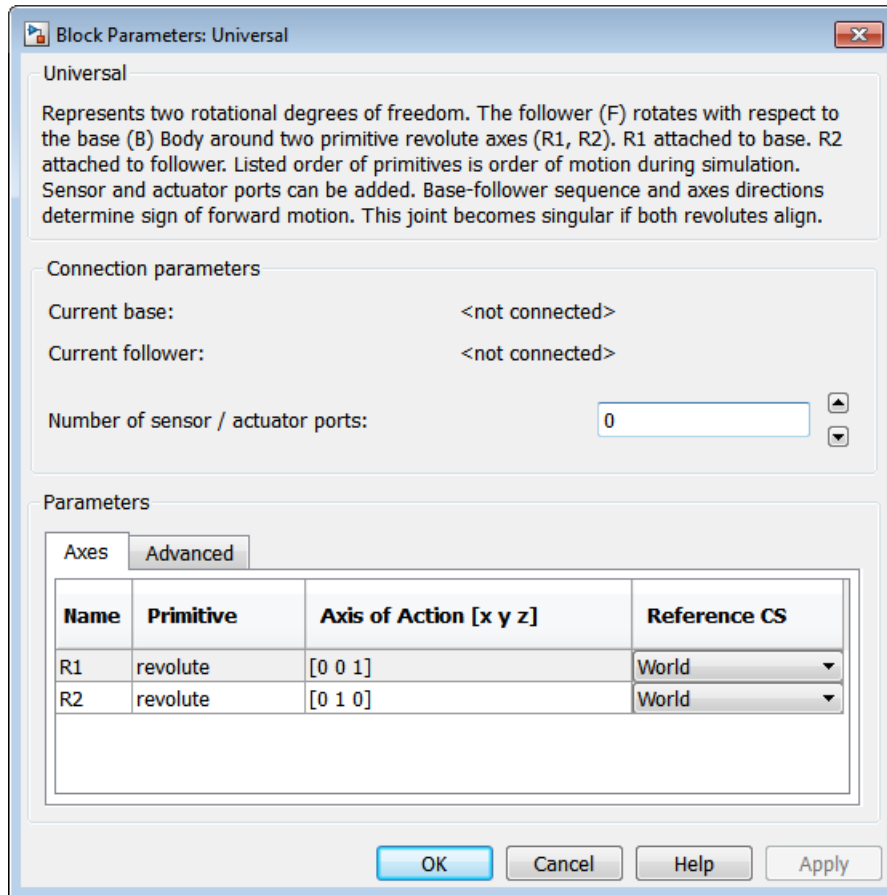 Block Parameters: Universal
Universal
Represents two rotational degrees of freedom. The follower (F) rotates with respect to
the base (B) Body around two primitive revolute axes (R1, R2). R1 attached to base. R2
attached to follower. Listed order of primitives is order of motion during simulation.
Sensor and actuator ports can be added. Base-follower sequence and axes directions
determine sign of forward motion. This joint becomes singular if both revolutes align.
Connection parameters
Current base: <not connected>
Current follower: <not connected>
Number of sensor / actuator ports: 0
Parameters
Axes Advanced
Name Primitive Axis of Action [x y z] Reference CS
R1 revolute [0 0 1] World
R2 revolute [0 1 0] World
OK Cancel Help Apply